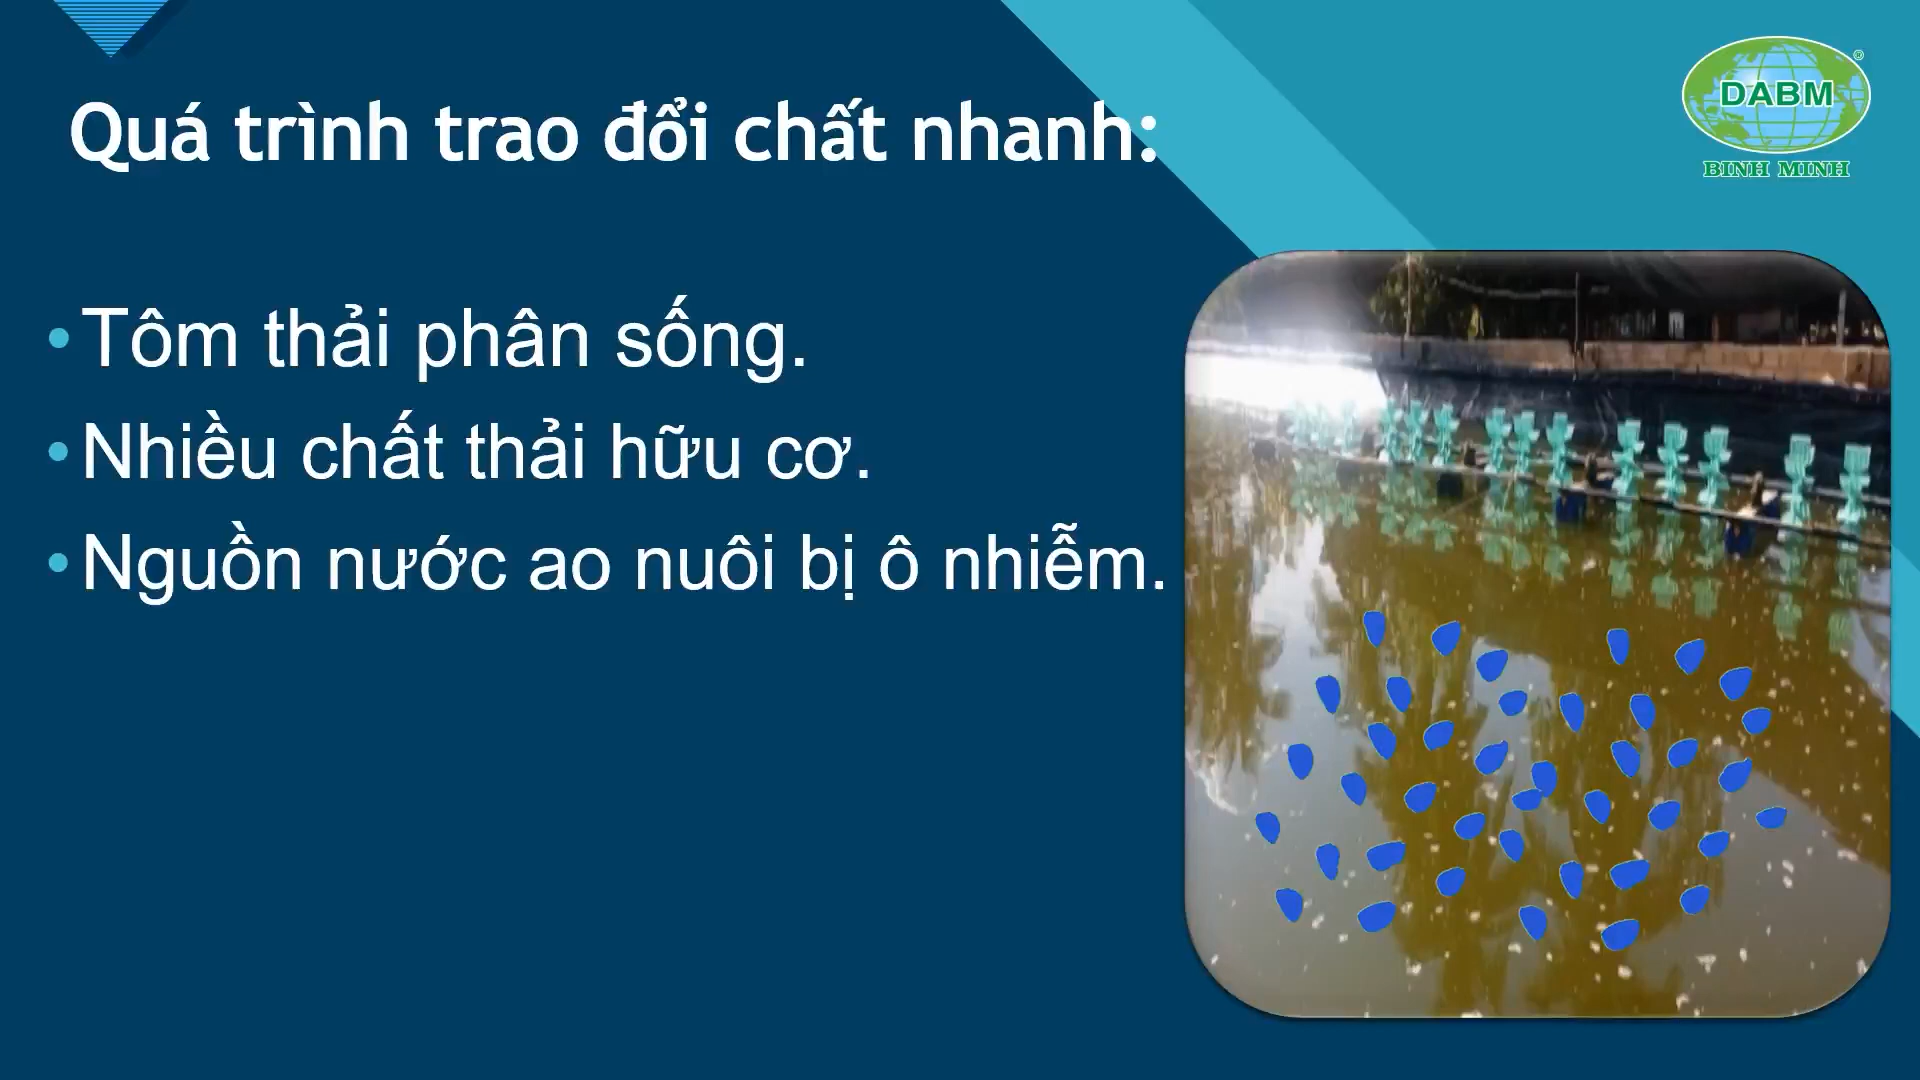 Quá trình trao đổi chất nhanh:
DABM
®
BINH MINH
•Tôm thải phân sống.
•Nhiều chất thải hữu cơ.
•Nguồn nước ao nuôi bị ô nhiễm.